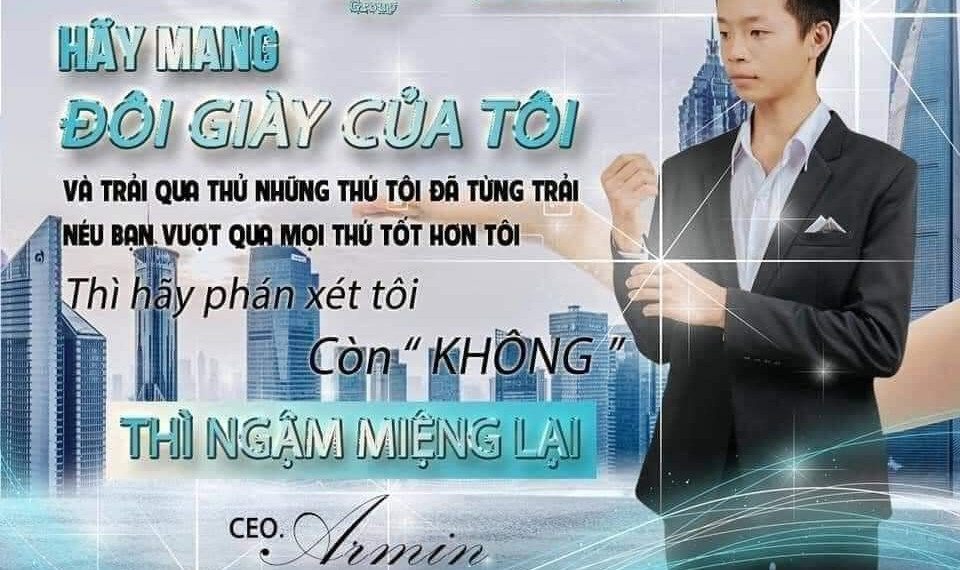 Group
HÃY MANG
ĐÔI GIÀY CỦA TÔI
VÀ TRẢI QUA THỬ NHỮNG THỨ TÔI ĐÃ TỪNG TRẢI
NẾU BẠN VƯỢT QUA MỌI THỨ TỐT HƠN TÔI
Thì hãy phán xét tôi
Còn “ KHÔNG ”
THÌ NGẬM MIỆNG LẠI
CEO. Armin